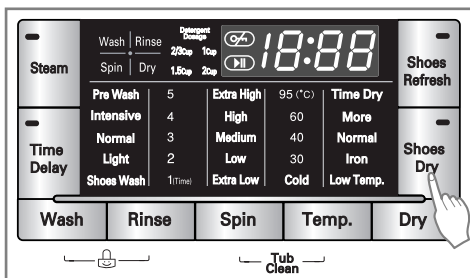 Steam
Time
Delay
Wash Rinse
Spin Dry
Detergent
Dosage
2/3Cup 1Cup
1.5Cup 2Cup
18:88
Pre Wash 5 Extra High 95 (°C) Time Dry
Intensive 4 High 60 More
Normal 3 Medium 40 Normal
Light 2 Low 30 Iron
Shoes Wash 1(Time) Extra Low Cold Low Temp.
Shoes
Refresh
Shoes
Dry
Wash Rinse Spin Temp. Dry
Tub
Clean